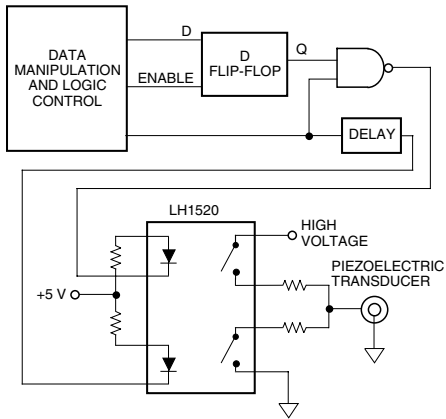 DATA
MANIPULATION
AND LOGIC
CONTROL
D
ENABLE
D
FLIP-FLOP
Q
DELAY
LH1520
HIGH
VOLTAGE
PIEZOELECTRIC
TRANSDUCER
+5 V